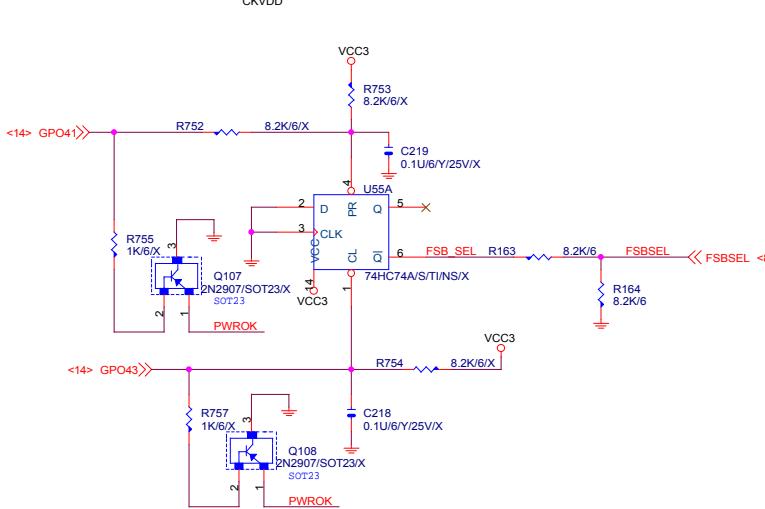 CKVDD
VCC3
R753
8.2K/6/X
<14> GPO41
R752 8.2K/6/X
C219
0.1U/6/Y/25V/X
4
U55A
2 D PR Q 5
3 CLK
VCC CL Q 6
FSB_SEL R163 8.2K/6 FSBSEL FSBSEL
74HC74A/S/TI/NS/X
14
VCC3
1
R164
8.2K/6
R755
1K/6/X
3
Q107
2N2907/SOT23/X
SOT23
2 1
PWROK
VCC3
<14> GPO43
R754 8.2K/6/X
R757
1K/6/X
C218
0.1U/6/Y/25V/X
3
Q108
2N2907/SOT23/X
SOT23
2 1
PWROK